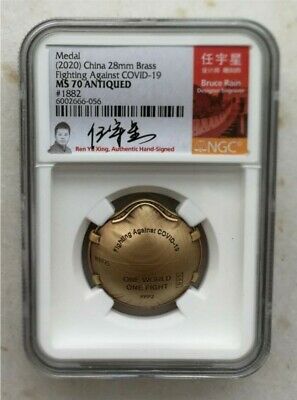 Medal
(2020) China 28mm Brass
Fighting Against COVID-19
MS 70 ANTIQUED
#1882
6002666-056
Ren Yu Xing, Authentic Hand-Signed
任宇星
Bruce Rain
Designer Engraver
NGC
Fighting Against COVID-19
ONE WORLD
ONE FIGHT
KFP2